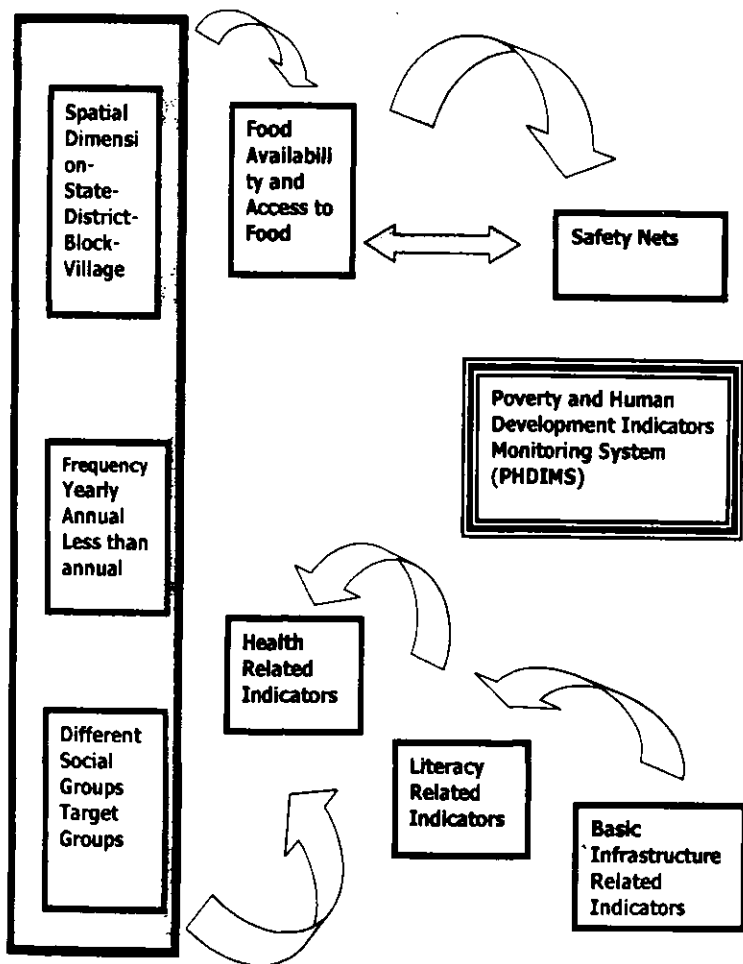 Spatial
Dimensi
on-
State-
District-
Block-
Village
Food
Availabili
ty and
Access to
Food
Safety Nets
Poverty and Human
Development Indicators
Monitoring System
(PHDIMS)
Frequency
Yearly
Annual
Less than
annual
Health
Related
Indicators
Different
Social
Groups
Target
Groups
Literacy
Related
Indicators
Basic
Infrastructure
Related
Indicators